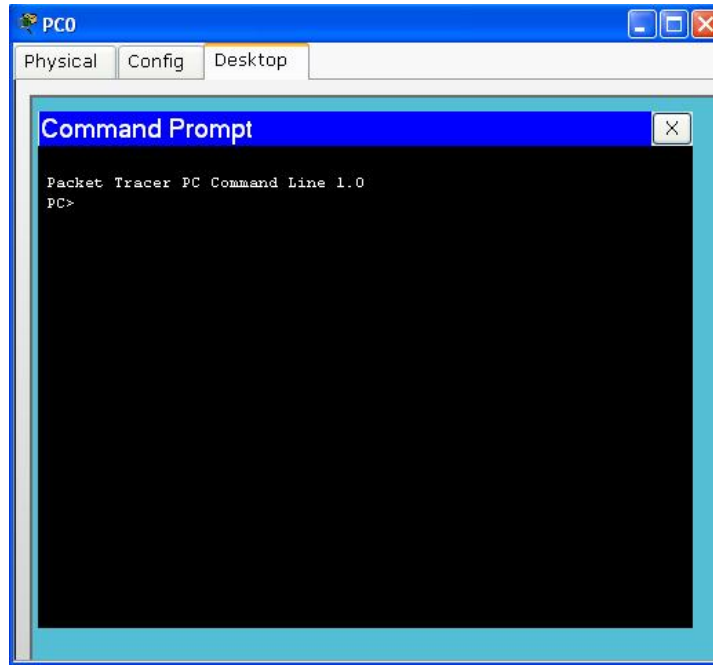 PC0
Physical Config Desktop
Command Prompt X
Packet Tracer PC Command Line 1.0
PC>